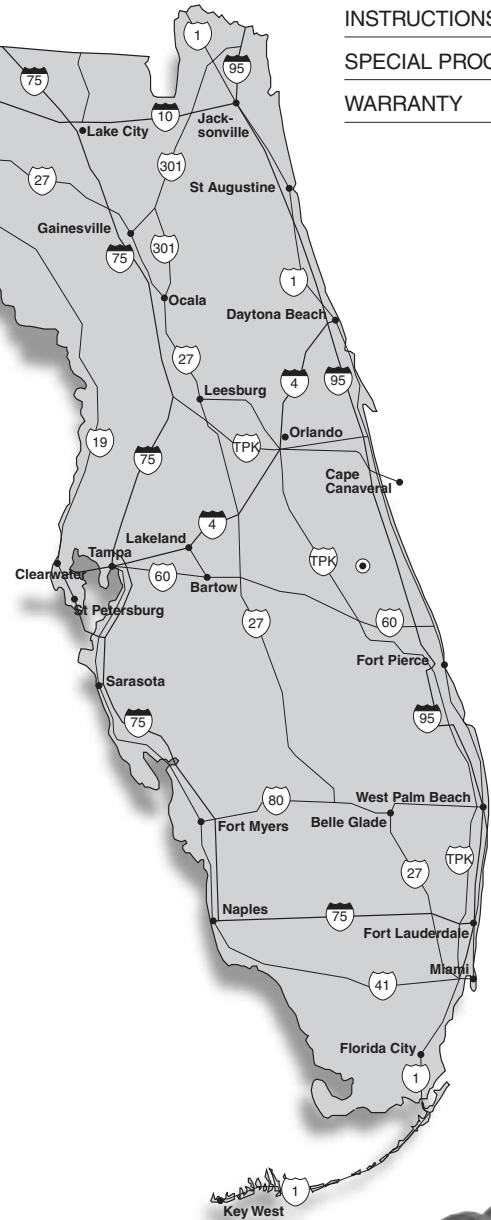 INSTRUCTIONS
SPECIAL PROC
WARRANTY
1
75
95
10
Jack-
sonville
Lake City
301
27
St Augustine
Gainesville
301
75
1
Ocala
Daytona Beach
27
4
95
Leesburg
19
Orlando
TPK
75
Cape
Canaveral
4
Lakeland
Tampa
TPK
Clearwater
60
Bartow
St Petersburg
27
60
Fort Pierce
Sarasota
75
95
80
West Palm Beach
Fort Myers
Belle Glade
TPK
27
Naples
75
Fort Lauderdale
Miami
41
Florida City
1
1
Key West